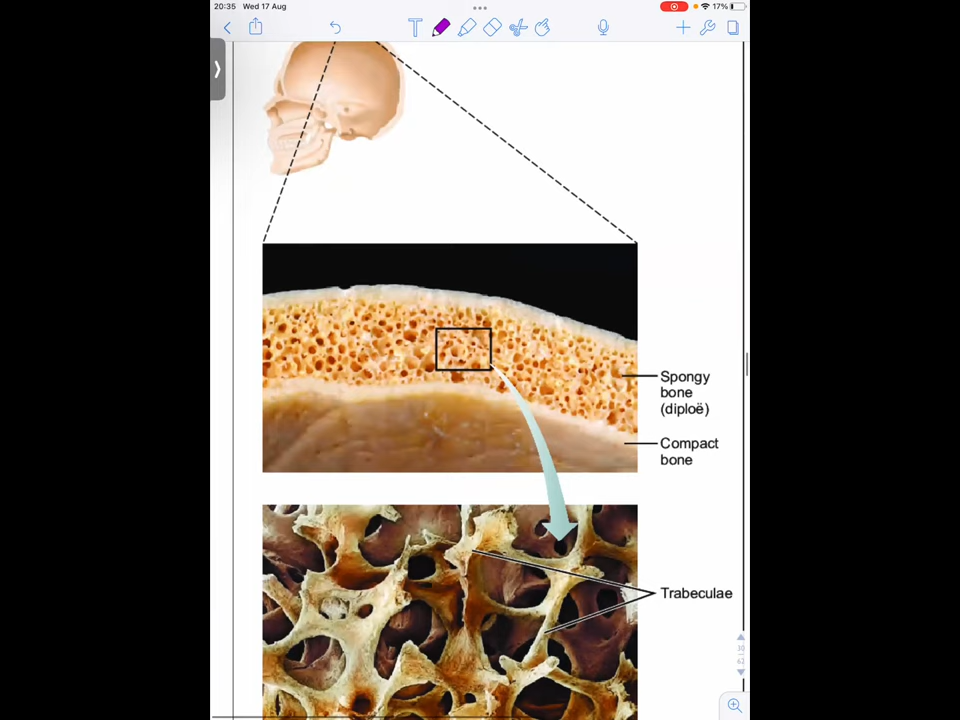 20:35 Wed 17 Aug
17%
T
Spongy
bone
(diploë)
Compact
bone
Trabeculae